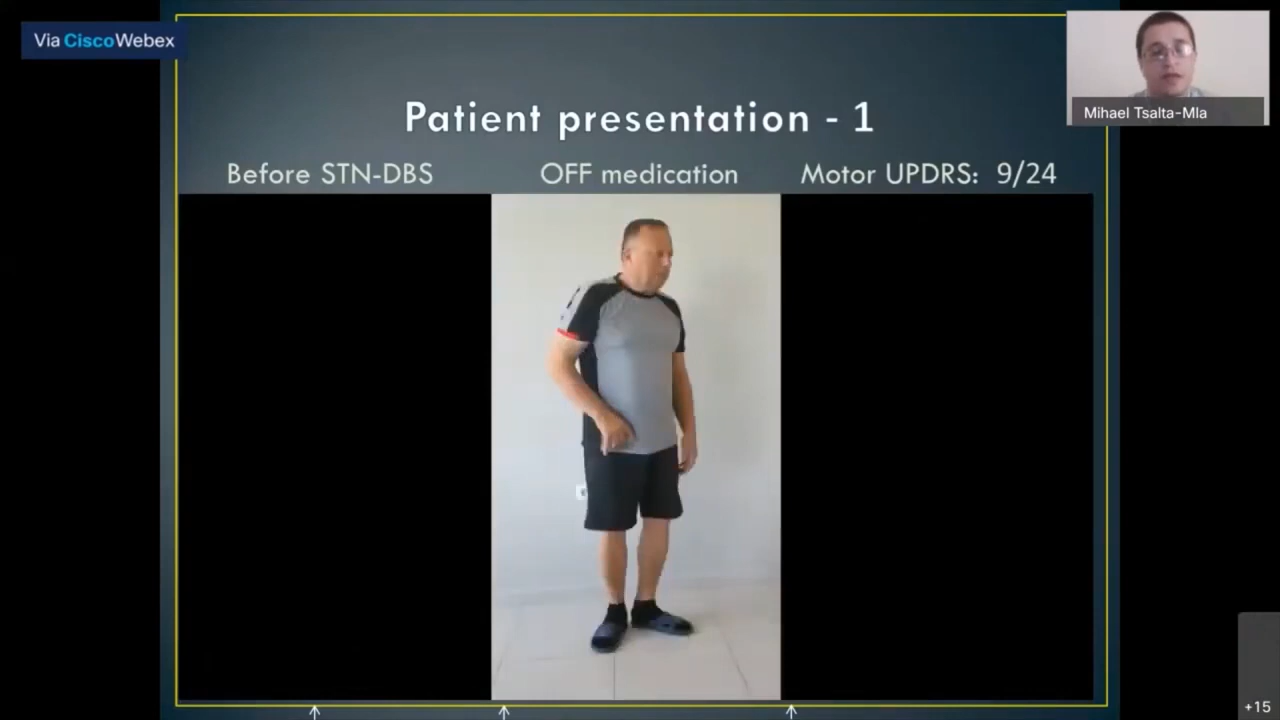 Via CiscoWebex
Mihael Tsalta-Mla
Patient presentation - 1
Before STN-DBS
OFF medication
Motor UPDRS: 9/24
+15